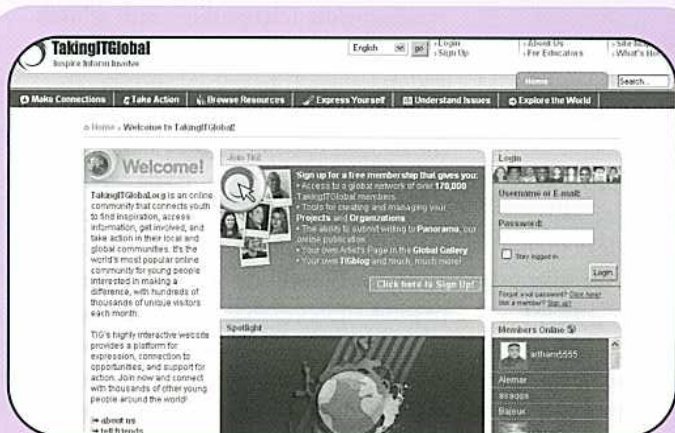 TakingITGlobal
Inspire Inform Involve
English
go
Login
Sign Up
About Us
For Educators
What's
Home
Search...
Make Connections
Take Action
Browse Resources
Express Yourself
Understand Issues
Explore the World
Home » Welcome to TakingITGlobal!
Welcome!
TakingITGlobal.org is an online
community that connects youth
to find inspiration, access
information, get involved, and
take action in their local and
global communities. It's the
world's most popular online
community for young people
interested in making a
difference, with hundreds of
thousands of unique visitors
each month.
TIG's highly interactive website
provides a platform for
expression, connection to
opportunities, and support for
action. Join now and connect
with thousands of other young
people around the world!
about us
tell friends
Join TIG
Sign up for a free membership that gives you:
• Access to a global network of over 170,000
TakingITGlobal members
• Tools for creating and managing your
Projects and Organizations
• The ability to submit writing to Panorama, our
online publication
• Your own Artist's Page in the Global Gallery
• Your own TIGblog and much, much more!
Click here to Sign Up!
Spotlight
Login
Username or E-mail:
Password:
Stay logged in
Login
Forgot your password? Click here!
Not a member? Sign up!
Members Online
artham5555
Alemar
asadga
Bajeux